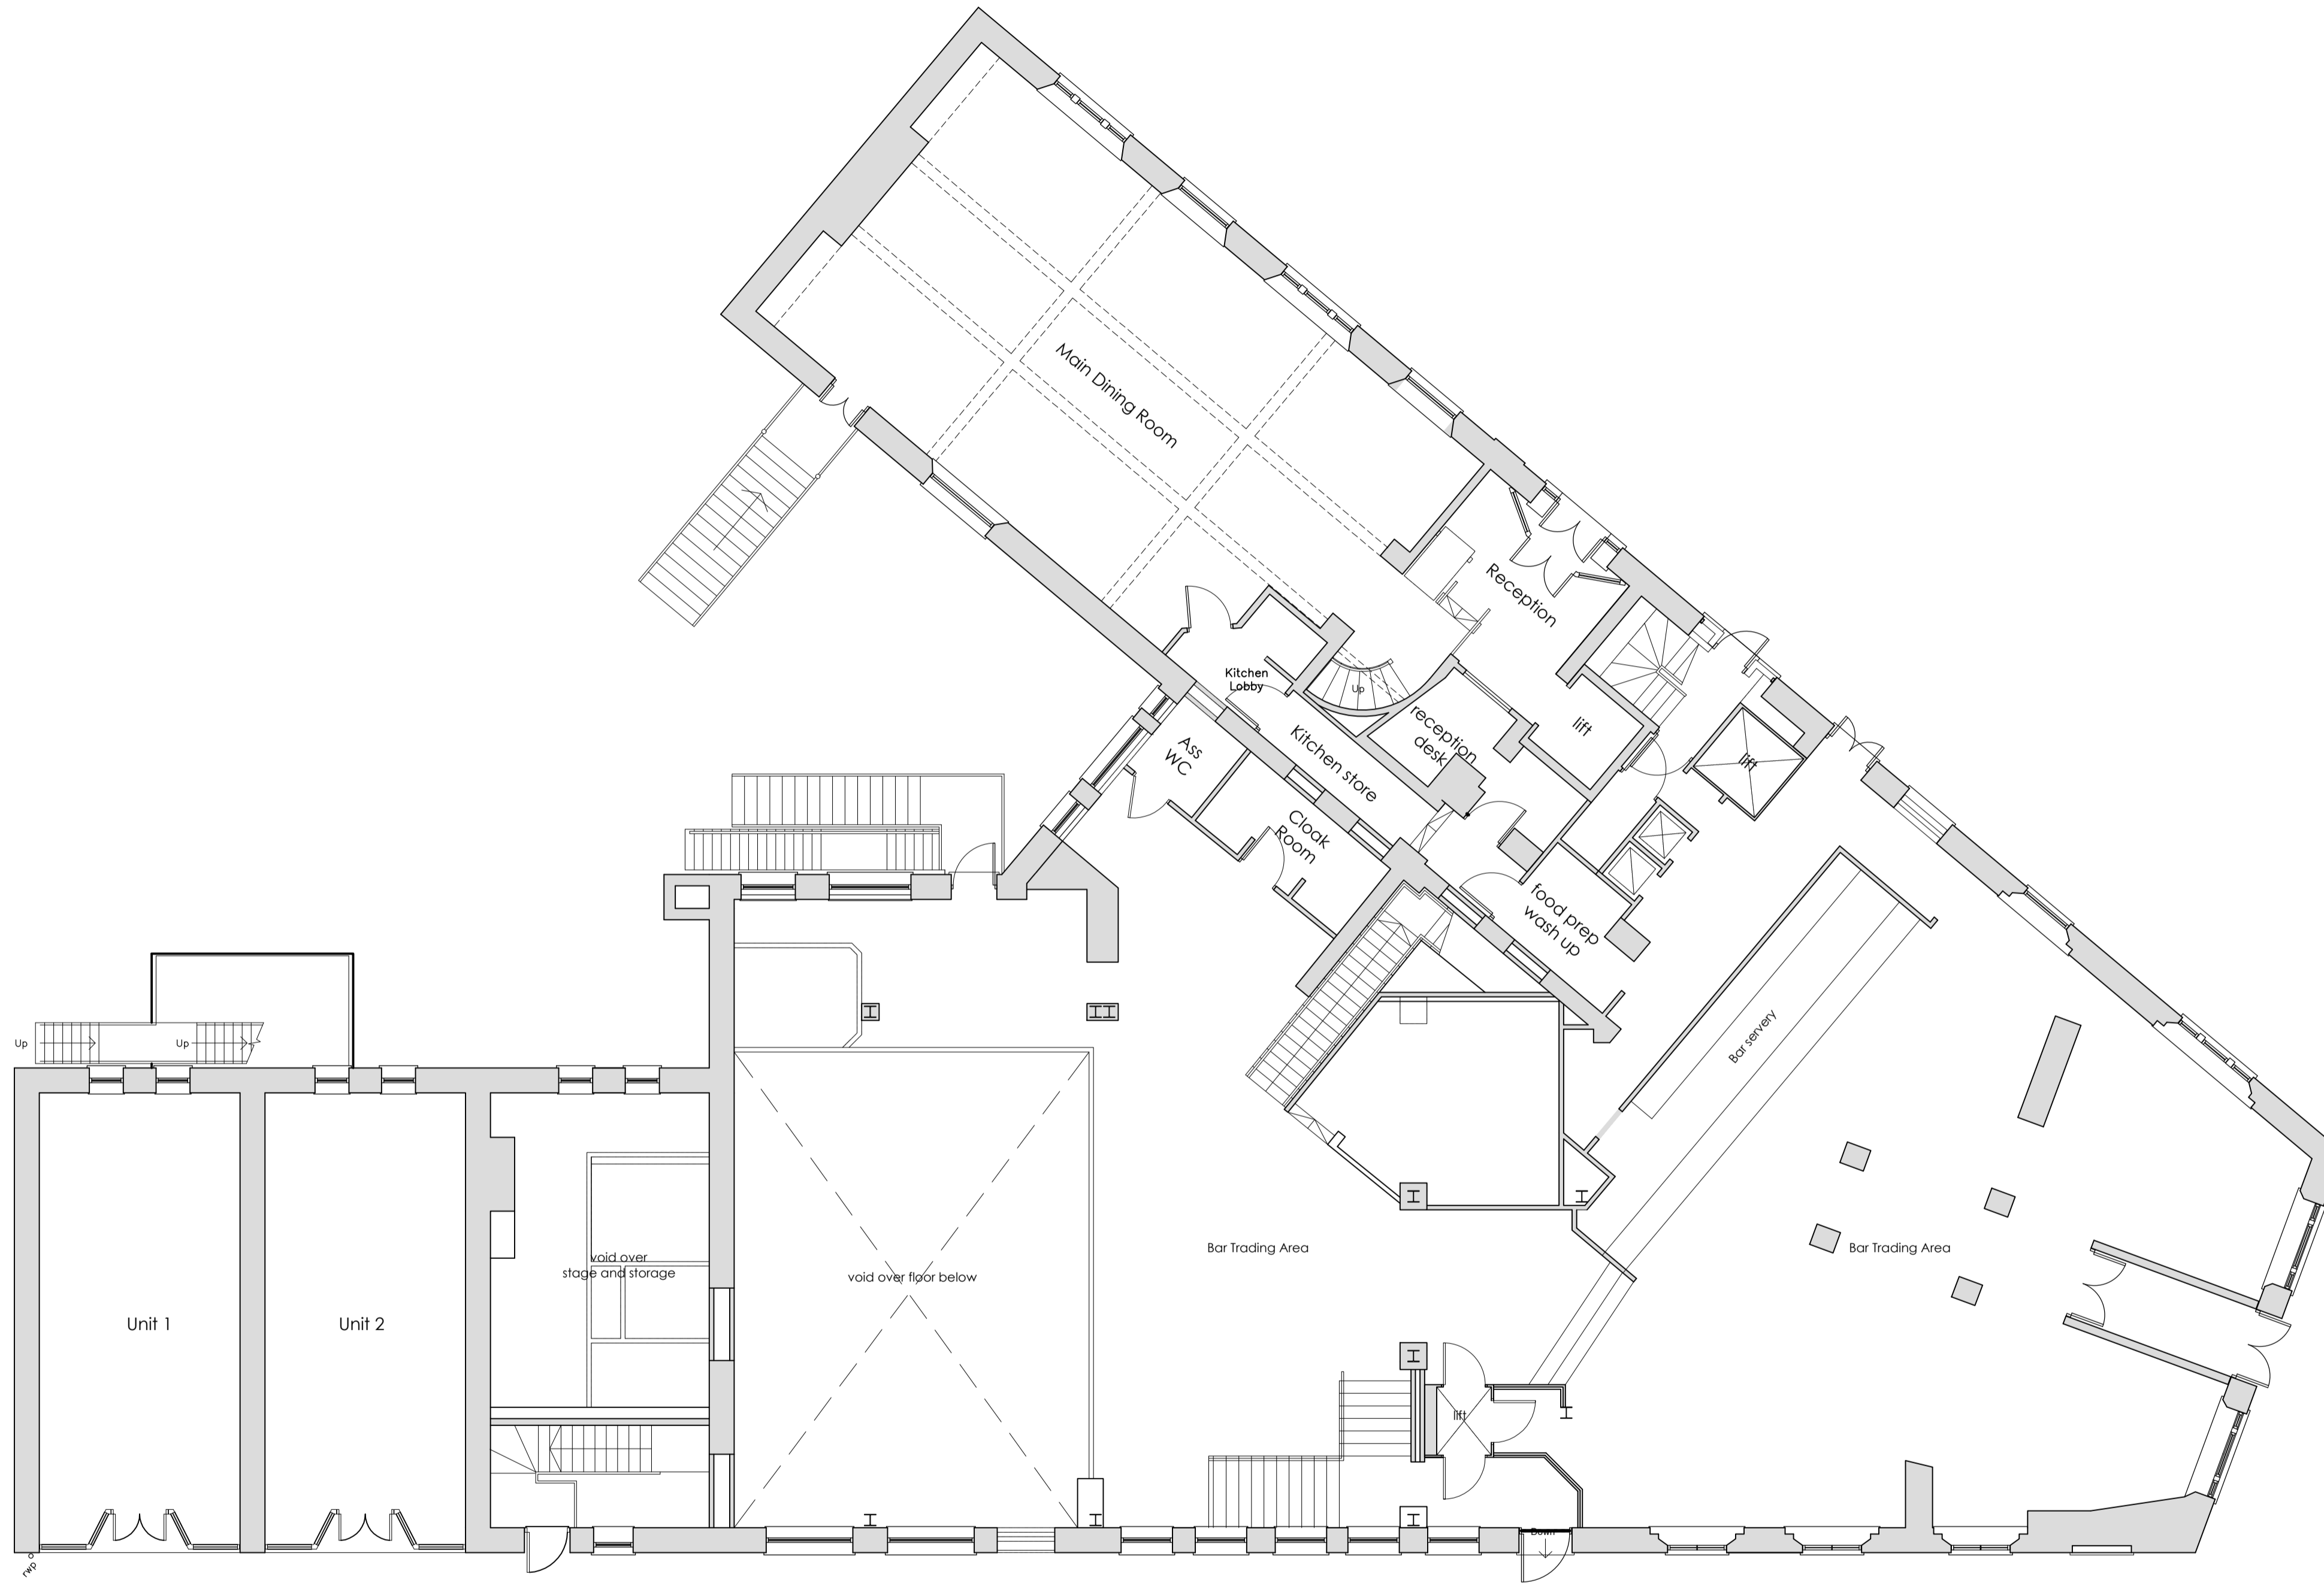 Main Dining Room
Reception
Kitchen
Lobby
Up
reception
desk
lift
lift
Ass
WC
Kitchen store
Cloak
Room
food prep
wash up
Up
Up
Bar servery
void over
stage and storage
void over floor below
Bar Trading Area
Bar Trading Area
Unit 1
Unit 2
lift
Down
rwp